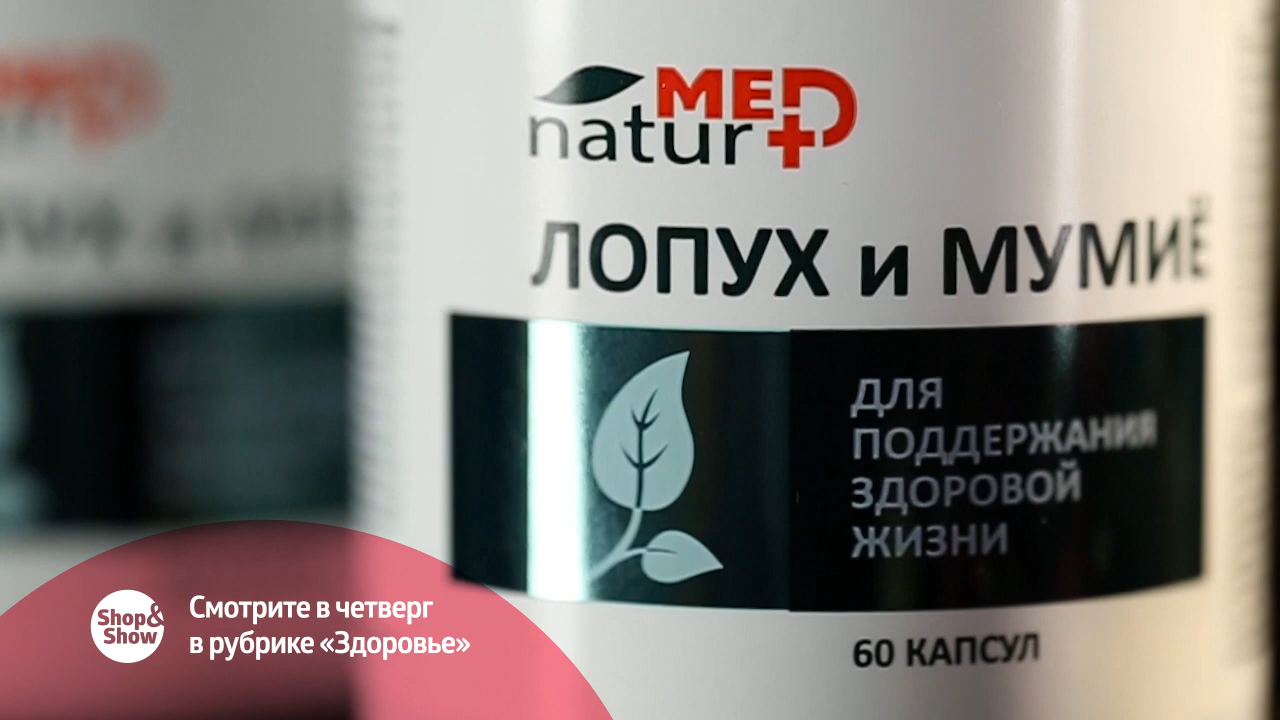 natur MED
ЛОПУХ и МУМИЁ
ДЛЯ
ПОДДЕРЖАНИЯ
ЗДОРОВОЙ
ЖИЗНИ
60 КАПСУЛ
Shop&
Show
Смотрите в четверг
в рубрике «Здоровье»